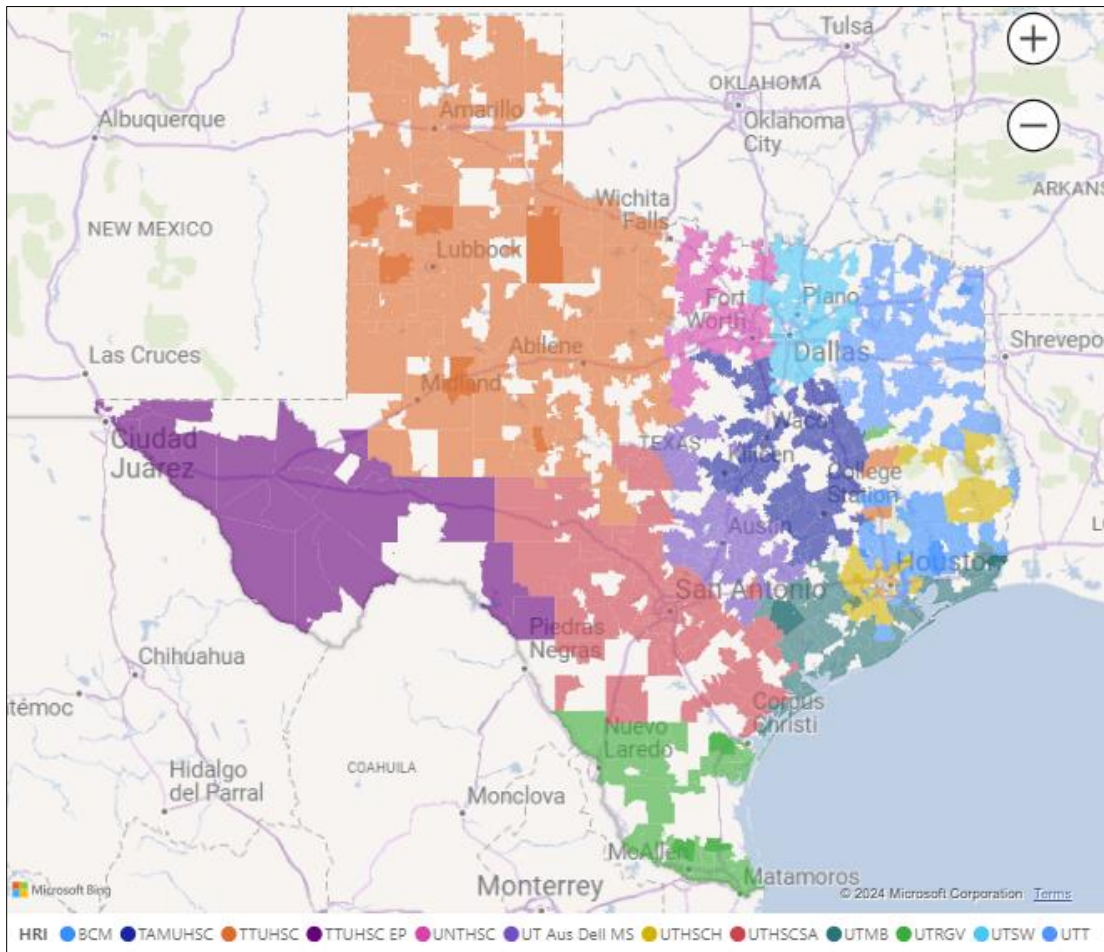 Tulsa
OKLAHOMA
Oklahoma
City
Albuquerque
Amarillo
Wichita
Falls
ARKANS
NEW MEXICO
Lubbock
Fort
Worth
Plano
Dallas
Shrevepo
Las Cruces
Abilene
Midland
Ciudad
Juárez
TEXAS
Waco
Killeen
College
Station
Austin
Houston
San Antonio
Piedras
Negras
Chihuahua
Corpus
Christi
témoc
Nuevo
Laredo
Hidalgo
del Parral
COAHUILA
Monclova
McAllen
Monterrey
Matamoros
Microsoft Bing
© 2024 Microsoft Corporation Terms
HRI BCM TAMUHSC TTUHSC TTUHSC EP UNTHSC UT Aus Dell MS UTHSCH UTHSCSA UTMB UTRGV UTSW UTT